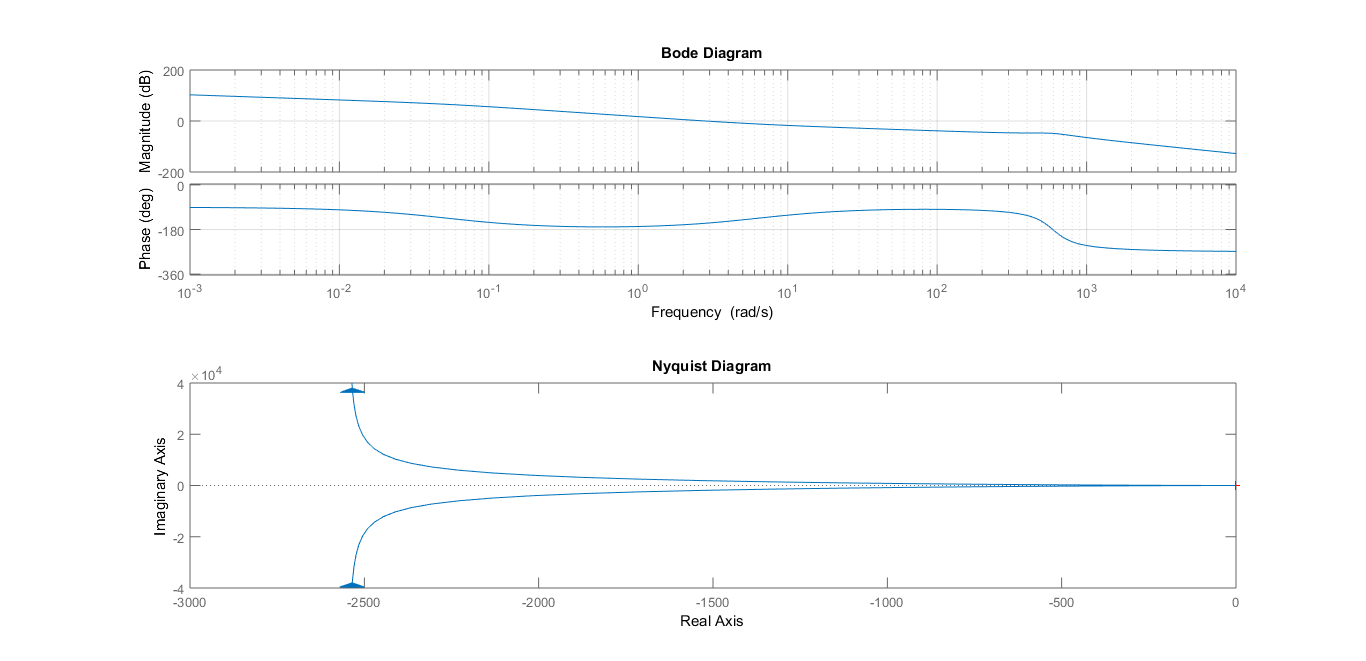 Bode Diagram
Magnitude (dB)
200
0
-200
Phase (deg)
0
-180
-360
10^-3 10^-2 10^-1 10^0 10^1 10^2 10^3 10^4
Frequency (rad/s)
Nyquist Diagram
×10^4
Imaginary Axis
4
2
0
-2
-4
-3000 -2500 -2000 -1500 -1000 -500 0
Real Axis